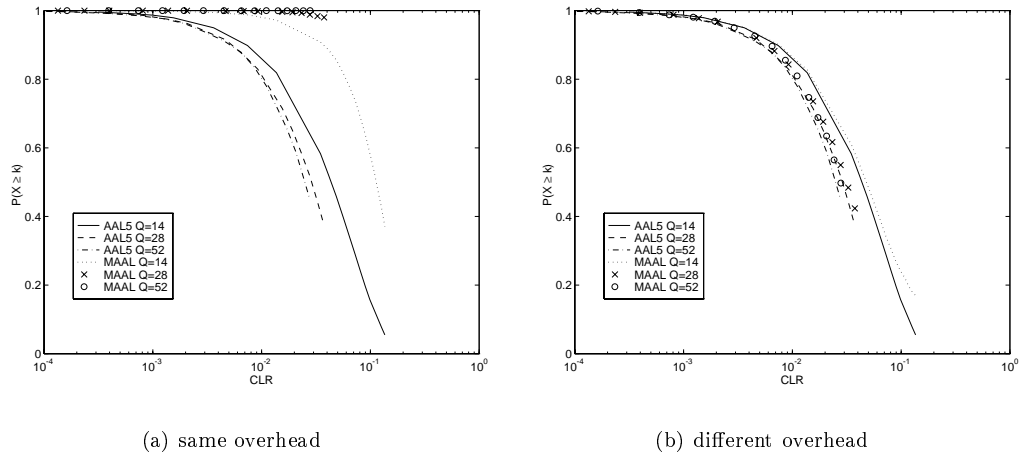 1
0.8
0.6
0.4
0.2
0
P(X ≥ k)
AAL5 Q=14
AAL5 Q=28
AAL5 Q=52
MAAL Q=14
MAAL Q=28
MAAL Q=52
10^-4 10^-3 10^-2 10^-1 10^0
CLR
(a) same overhead
1
0.8
0.6
0.4
0.2
0
P(X ≥ k)
AAL5 Q=14
AAL5 Q=28
AAL5 Q=52
MAAL Q=14
MAAL Q=28
MAAL Q=52
10^-4 10^-3 10^-2 10^-1 10^0
CLR
(b) different overhead